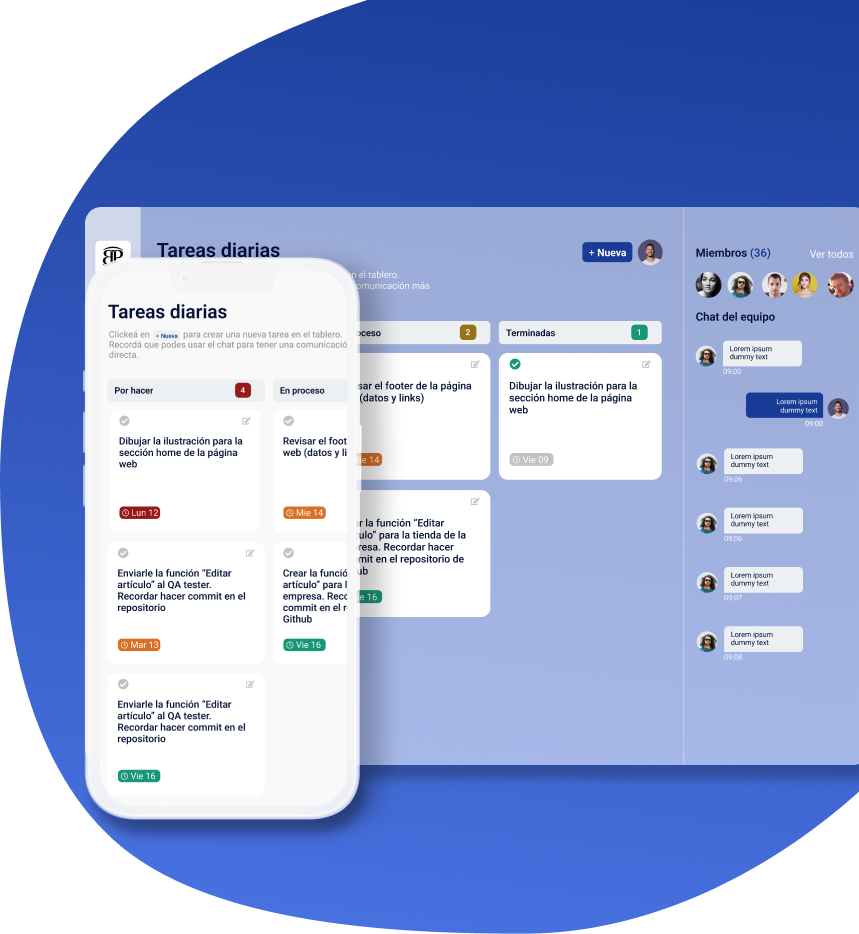 Tareas diarias
+ Nueva
n el tablero.
omunicación más
oceso
2
Terminadas
1
sar el footer de la página
(datos y links)
ie 14
Dibujar la ilustración para la
sección home de la página
web
Vie 09
ar la función “Editar
ulo” para la tienda de la
resa. Recordar hacer
mit en el repositorio de
ub
ie 16
Miembros (36)
Ver todos
Chat del equipo
Lorem ipsum
dummy text
09:00
Lorem ipsum
dummy text
09:00
Lorem ipsum
dummy text
09:06
Lorem ipsum
dummy text
09:06
Lorem ipsum
dummy text
09:07
Lorem ipsum
dummy text
09:08
Tareas diarias
Clickeá en + Nueva para crear una nueva tarea en el tablero.
Recordá que podes usar el chat para tener una comunicació
directa.
Por hacer
4
En proceso
Dibujar la ilustración para la
sección home de la página
web
Lun 12
Revisar el foot
web (datos y li
Mie 14
Enviarle la función “Editar
artículo” al QA tester.
Recordar hacer commit en el
repositorio
Mar 13
Crear la funció
artículo” para l
empresa. Reco
commit en el r
Github
Vie 16
Enviarle la función “Editar
artículo” al QA tester.
Recordar hacer commit en el
repositorio
Vie 16